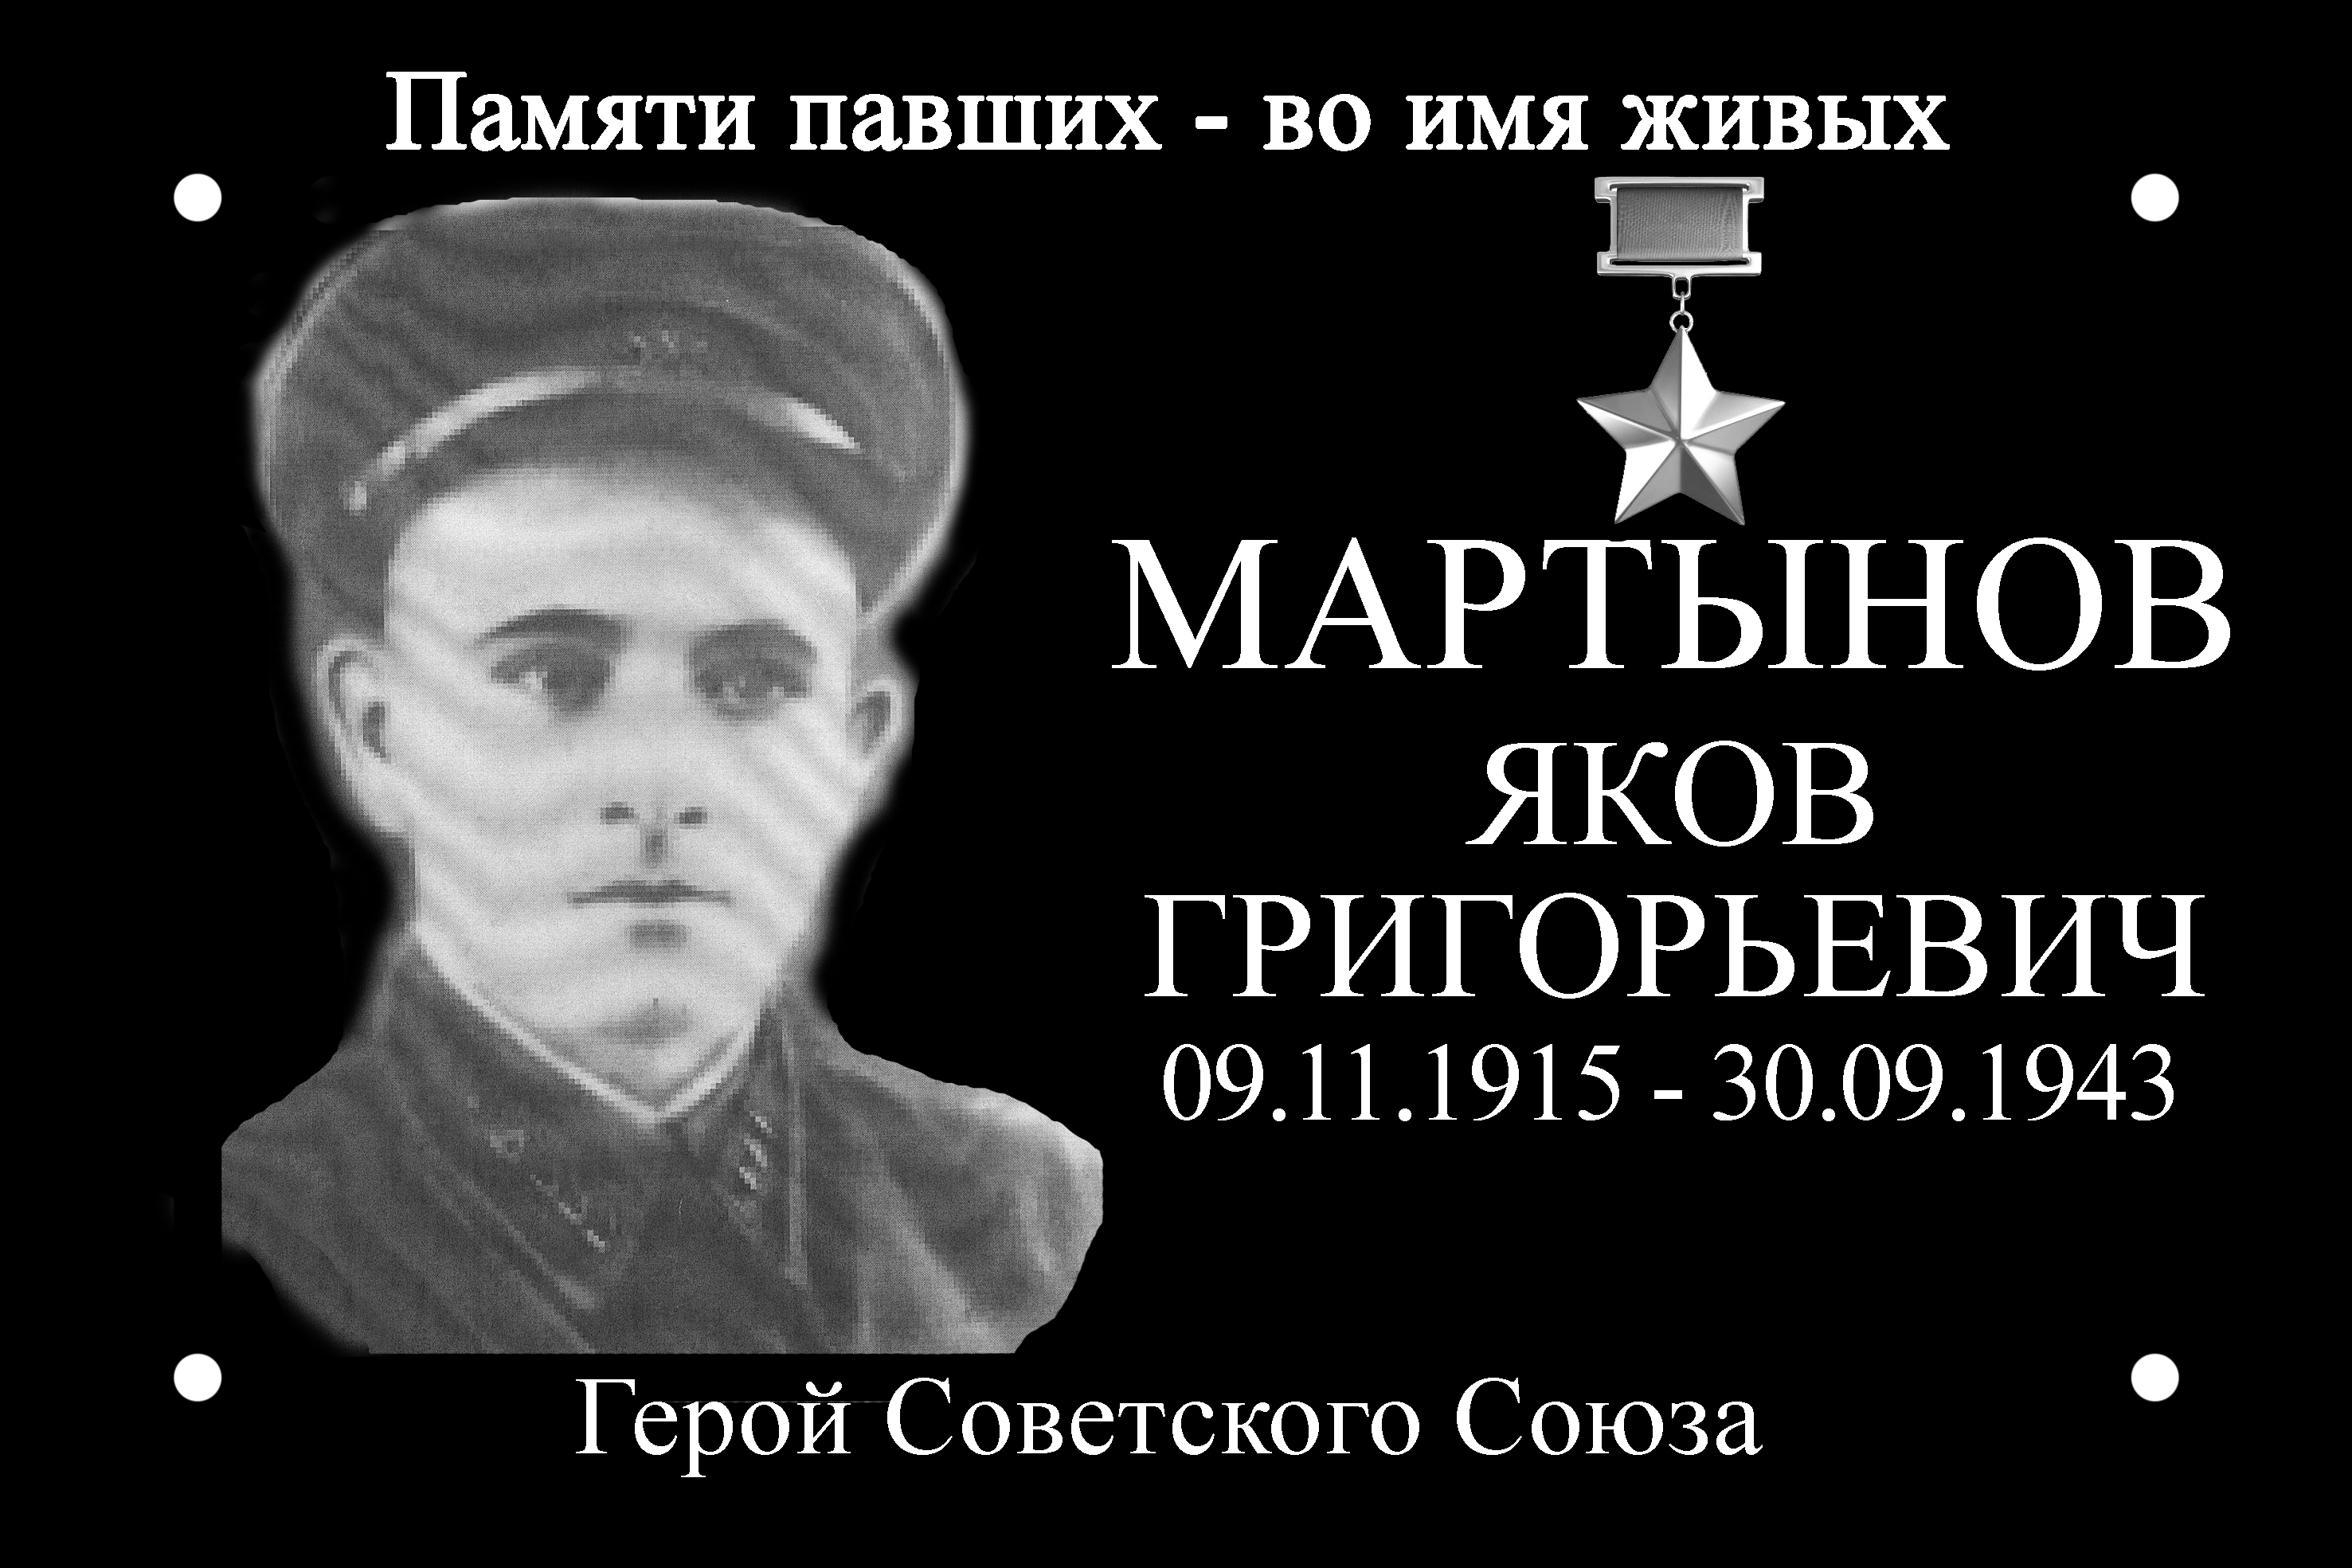 Памяти павших - во имя живых
МАРТЫНОВ
ЯКОВ
ГРИГОРЬЕВИЧ
09.11.1915 - 30.09.1943
Герой Советского Союза